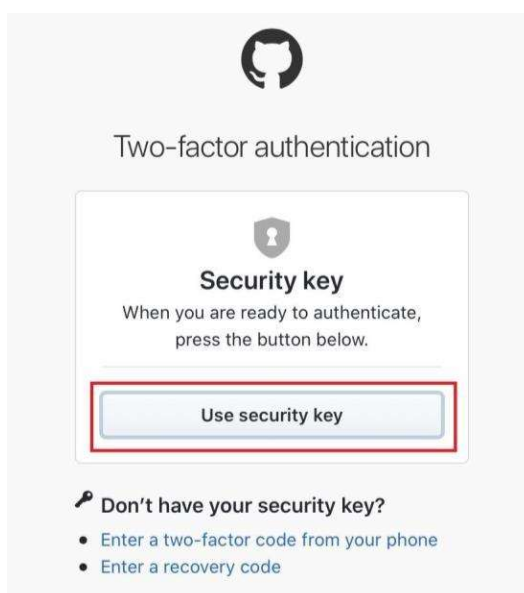 Two-factor authentication
Security key
When you are ready to authenticate,
press the button below.
Use security key
Don’t have your security key?
Enter a two-factor code from your phone
Enter a recovery code